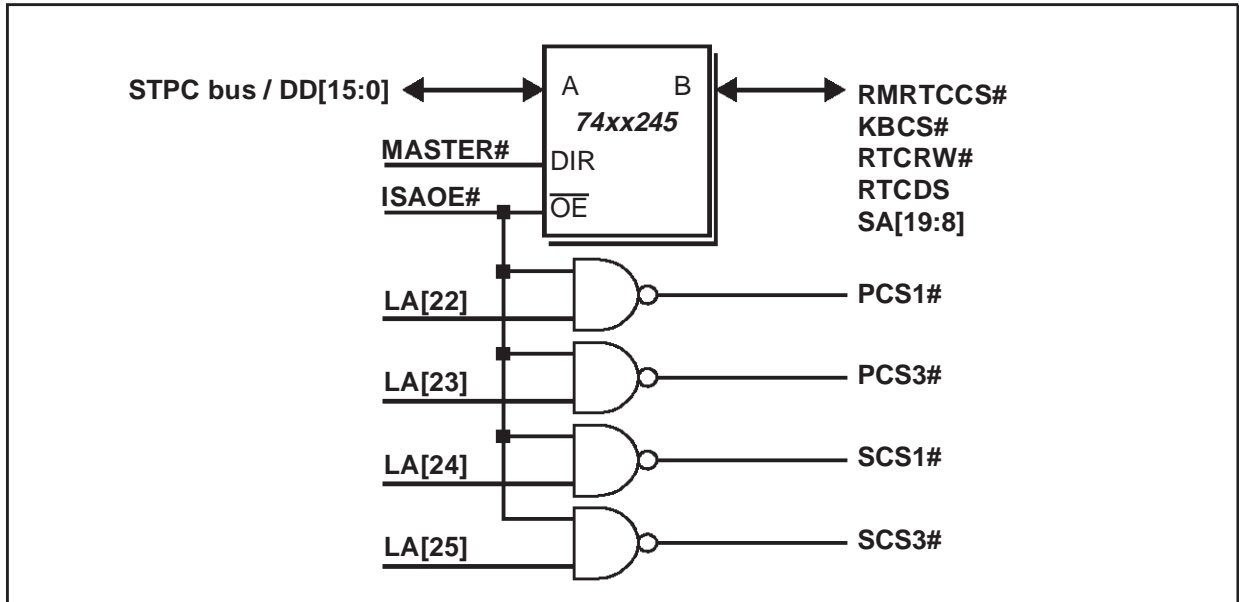 STPC bus / DD[15:0]
A
B
74xx245
RMRTCCS#
KBCS#
RTCRW#
RTCDS
SA[19:8]
MASTER#
DIR
ISAOE#
OE
LA[22]
PCS1#
LA[23]
PCS3#
LA[24]
SCS1#
LA[25]
SCS3#